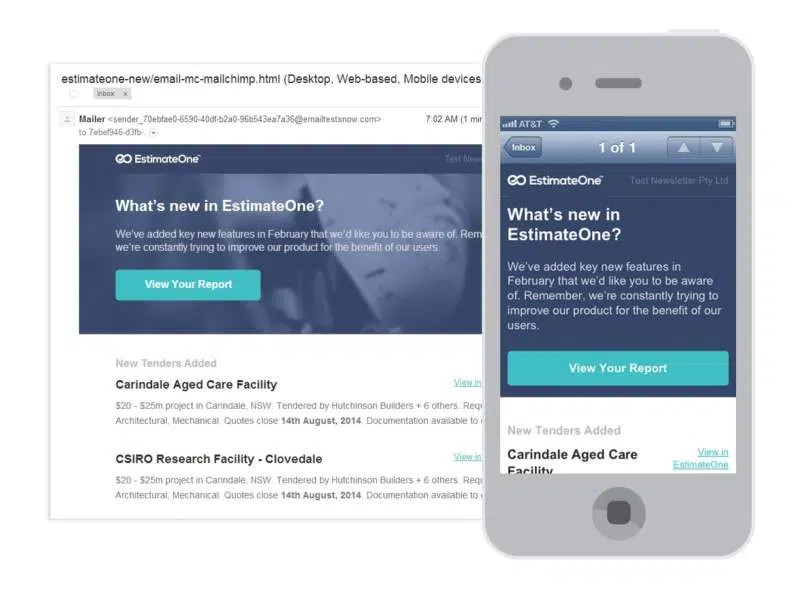 estimateone-new/email-mc-mailchimp.html (Desktop, Web-based, Mobile devices
Inbox x
Mailer <sender_70ebfae0-6590-40df-b2a0-96b543ea7a36@emailtestsnow.com>
7:02 AM (1
to 7ebef946-d3fb-.
EstimateOne
Test
What's new in EstimateOne?
We've added key new features in February that we'd like you to be aware of.
we're constantly trying to improve our product for the benefit of our users.
View Your Report
New Tenders Added
Carindale Aged Care Facility
View in
$20 - $25m project in Carindale, NSW. Tendered by Hutchinson Builders + 6 others.
Architectural, Mechanical. Quotes close 14th August, 2014. Documentation available to
CSIRO Research Facility - Clovedale
View in
$20 - $25m project in Carindale, NSW. Tendered by Hutchinson Builders + 6 others.
Architectural, Mechanical. Quotes close 14th August, 2014. Documentation available to
AT&T
Inbox
1 of 1
EstimateOne
Test Newsletter Pty Ltd
What's new in
EstimateOne?
We've added key new features in
February that we'd like you to be aware
of. Remember, we're constantly trying to
improve our product for the benefit of our
users.
View Your Report
New Tenders Added
Carindale Aged Care
Facility
View in
EstimateOne